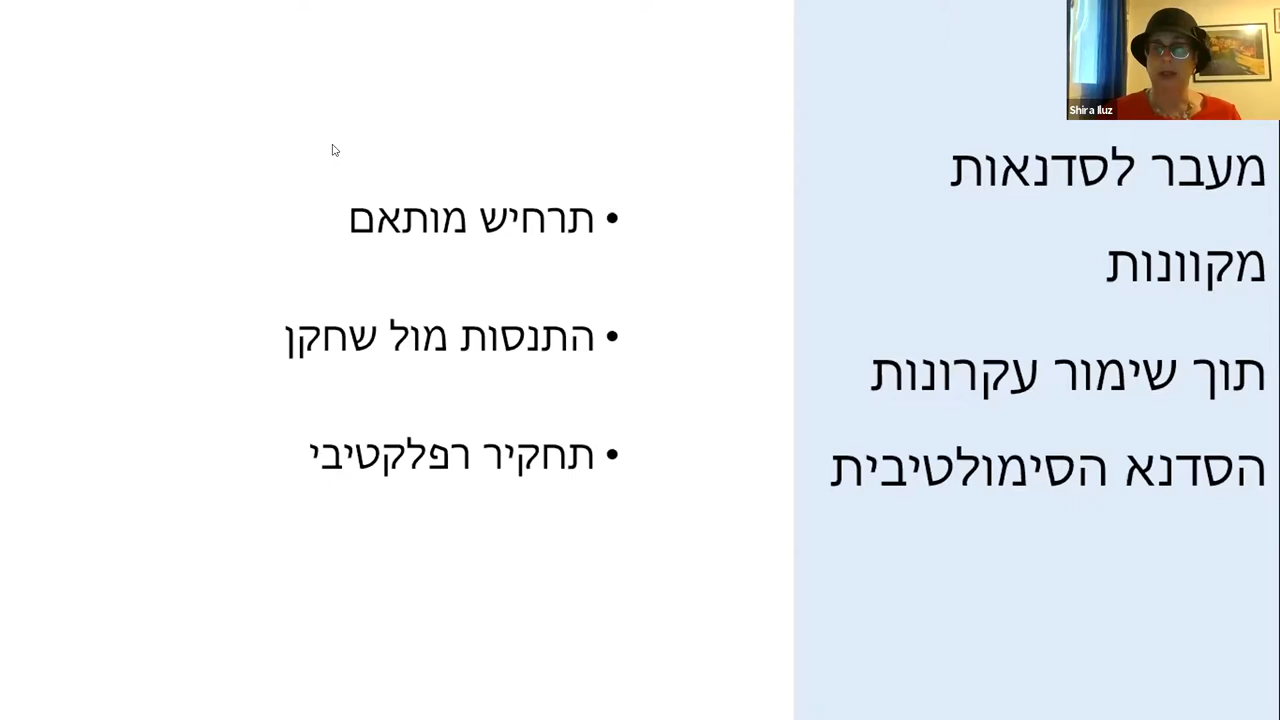 Shira Iluz
מעבר לסדנאות
מקוונות
תוך שימור עקרונות
הסדנא הסימולטיבית
• תרחיש מותאם
• התנסות מול שחקן
• תחקיר רפלקטיבי